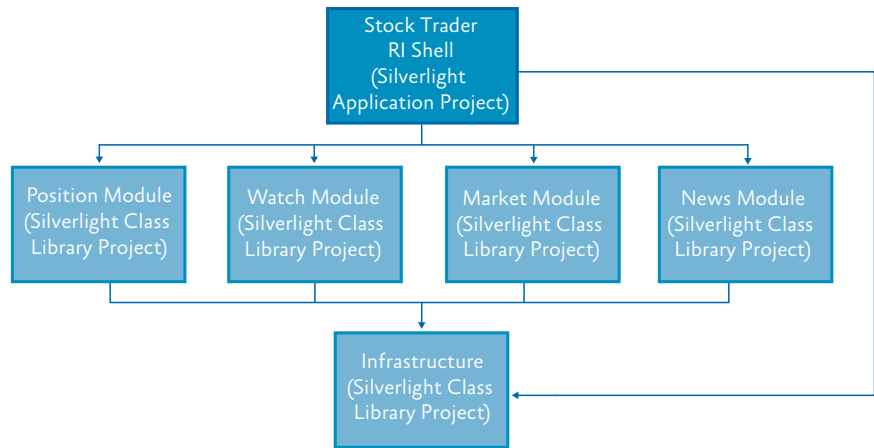 Stock Trader
RI Shell
(Silverlight
Application Project)
Position Module
(Silverlight Class
Library Project)
Watch Module
(Silverlight Class
Library Project)
Market Module
(Silverlight Class
Library Project)
News Module
(Silverlight Class
Library Project)
Infrastructure
(Silverlight Class
Library Project)